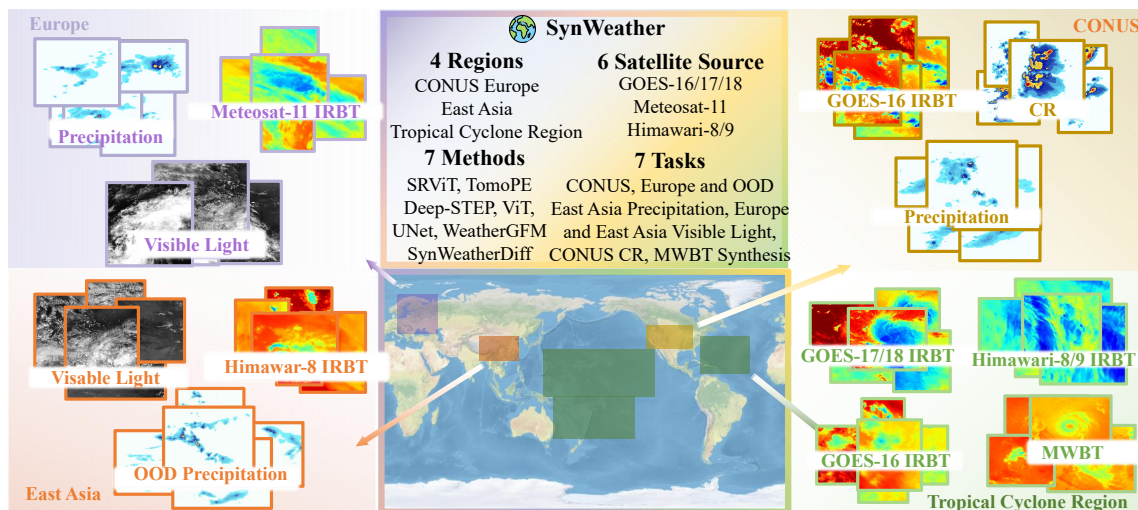 Europe
Precipitation
Meteosat-11 IRBT
Visible Light
SynWeather
4 Regions
CONUS Europe
East Asia
Tropical Cyclone Region
6 Satellite Source
GOES-16/17/18
Meteosat-11
Himawari-8/9
7 Methods
SRViT, TomoPE
Deep-STEP, ViT,
UNet, WeatherGFM
SynWeatherDiff
7 Tasks
CONUS, Europe and OOD
East Asia Precipitation, Europe
and East Asia Visible Light,
CONUS CR, MWBT Synthesis
CONUS
GOES-16 IRBT
CR
Precipitation
Visable Light
Himawar-8 IRBT
OOD Precipitation
East Asia
GOES-17/18 IRBT
Himawari-8/9 IRBT
GOES-16 IRBT
MWBT
Tropical Cyclone Region